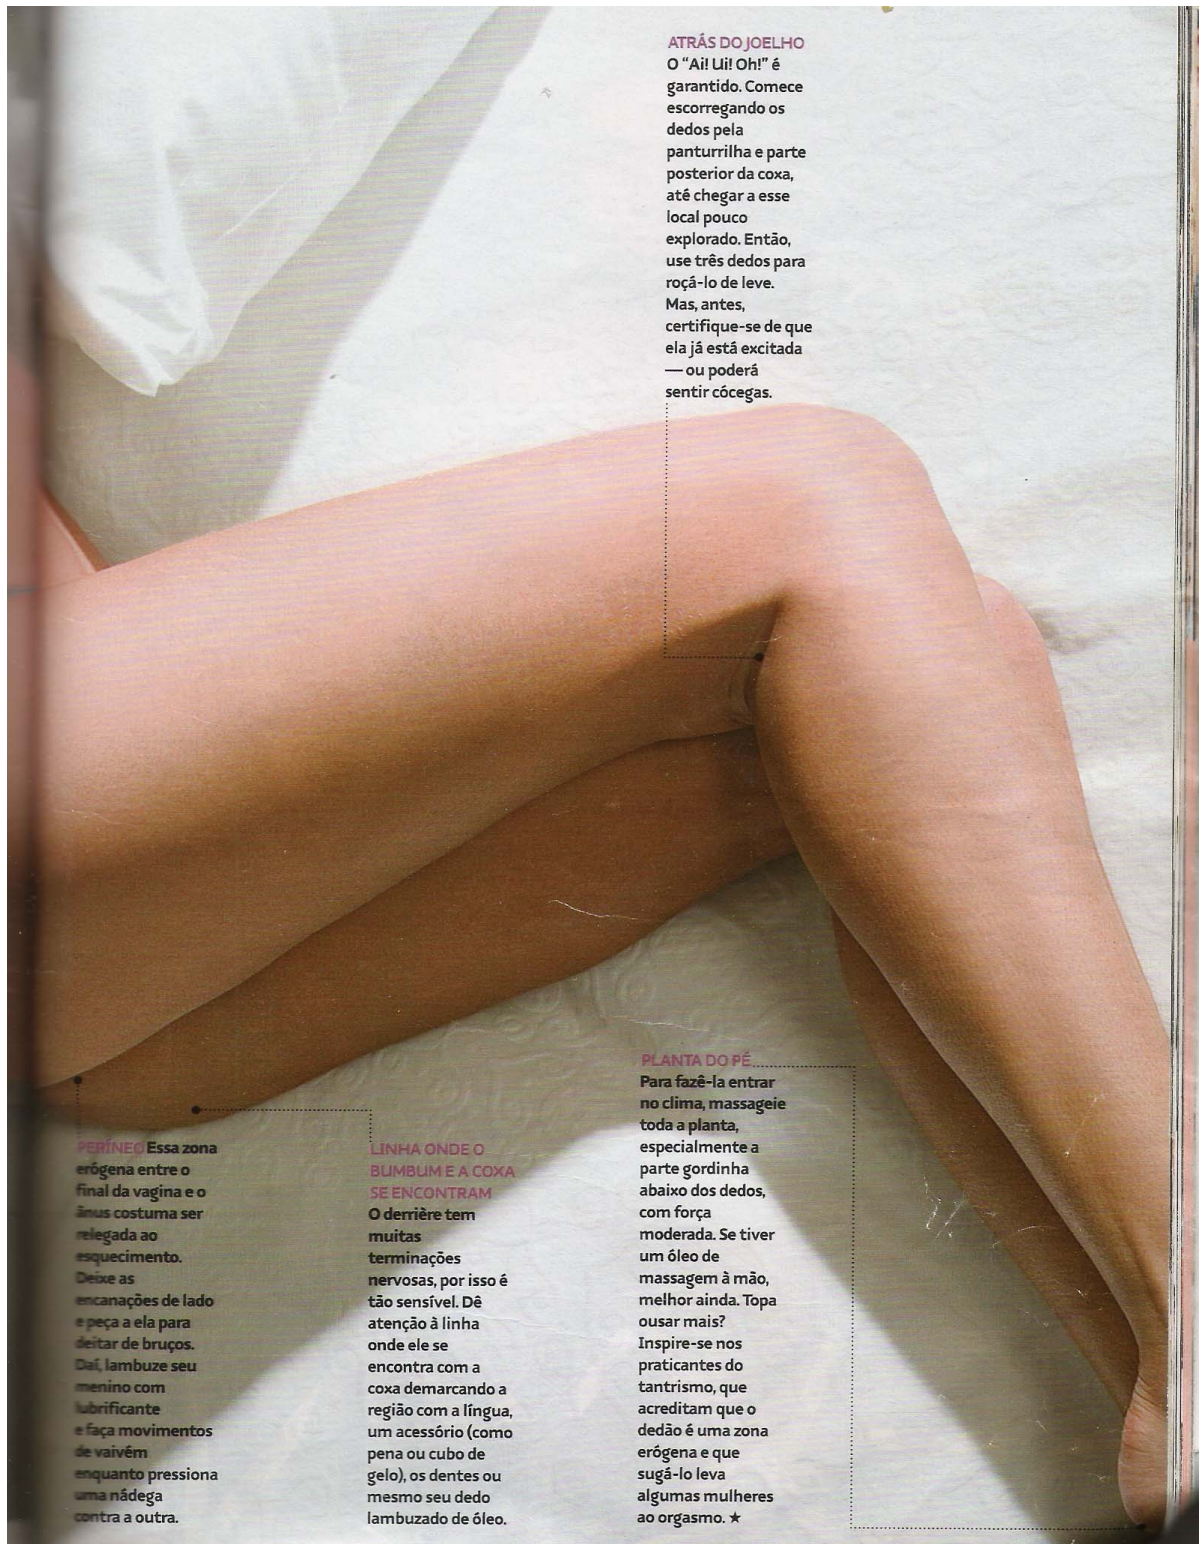 ATRÁS DO JOELHO
O “Ai! Ui! Oh!” é
garantido. Comece
escorregando os
dedos pela
panturrilha e parte
posterior da coxa,
até chegar a esse
local pouco
explorado. Então,
use três dedos para
roçá-lo de leve.
Mas, antes,
certifique-se de que
ela já está excitada
— ou poderá
sentir cócegas.
PERÍNEO Essa zona
erógena entre o
final da vagina e o
ânus costuma ser
relegada ao
esquecimento.
Deixe as
encanações de lado
e peça a ela para
deitar de bruços.
Daí, lambuze seu
menino com
lubrificante
e faça movimentos
de vaivém
enquanto pressiona
uma nádega
contra a outra.
LINHA ONDE O
BUMBUM E A COXA
SE ENCONTRAM
O derrière tem
muitas
terminações
nervosas, por isso é
tão sensível. Dê
atenção à linha
onde ele se
encontra com a
coxa demarcando a
região com a língua,
um acessório (como
pena ou cubo de
gelo), os dentes ou
mesmo seu dedo
lambuzado de óleo.
PLANTA DO PÉ
Para fazê-la entrar
no clima, massageie
toda a planta,
especialmente a
parte gordinha
abaixo dos dedos,
com força
moderada. Se tiver
um óleo de
massagem à mão,
melhor ainda. Topa
ousar mais?
Inspire-se nos
praticantes do
tantrismo, que
acreditam que o
dedão é uma zona
erógena e que
sugá-lo leva
algumas mulheres
ao orgasmo. ★